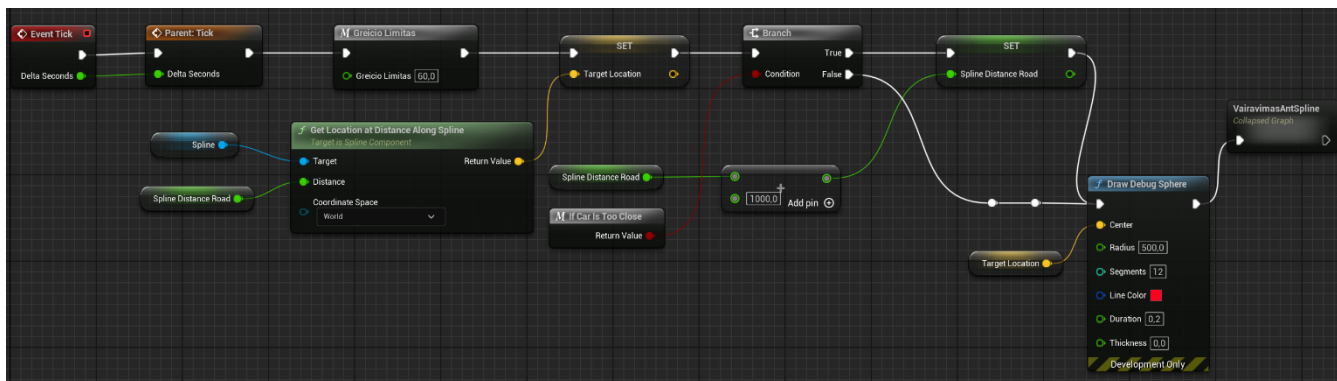 Event Tick
Delta Seconds
Parent: Tick
Delta Seconds
M Greicio Limitas
Greicio Limitas 60,0
SET
Target Location
Branch
True
Condition
False
SET
Spline Distance Road
VairavimasAntSpline
Collapsed Graph
Spline
Spline Distance Road
f Get Location at Distance Along Spline
Target is Spline Component
Target
Return Value
Distance
Coordinate Space
World
Spline Distance Road
1000,0
Add pin
M If Car Is Too Close
Return Value
Target Location
f Draw Debug Sphere
Center
Radius 500,0
Segments 12
Line Color
Duration 0,2
Thickness 0,0
Development Only